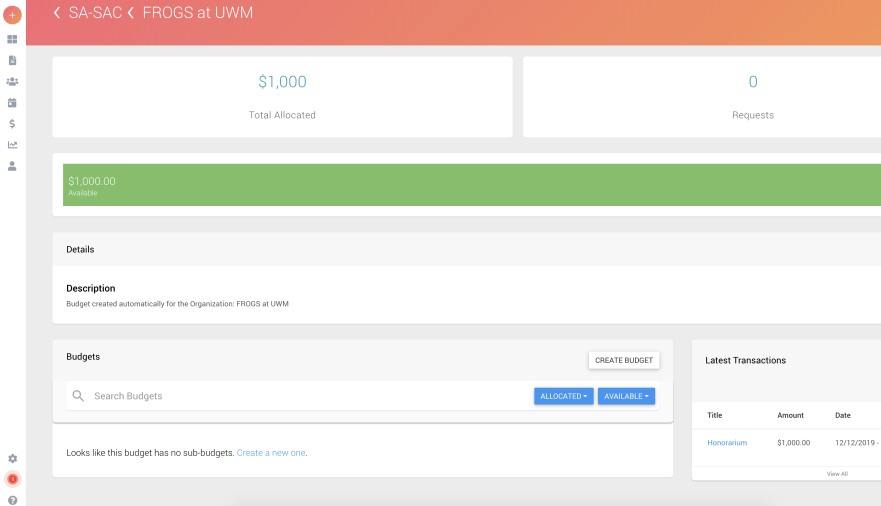 SA-SAC FROGS at UWM
$1,000
Total Allocated
0
Requests
$1,000.00
Available
Details
Description
Budget created automatically for the Organization: FROGS at UWM
Budgets
CREATE BUDGET
Search Budgets
ALLOCATED
AVAILABLE
Looks like this budget has no sub-budgets. Create a new one.
Latest Transactions
Title Amount Date
Honorarium $1,000.00 12/12/2019 -
View All